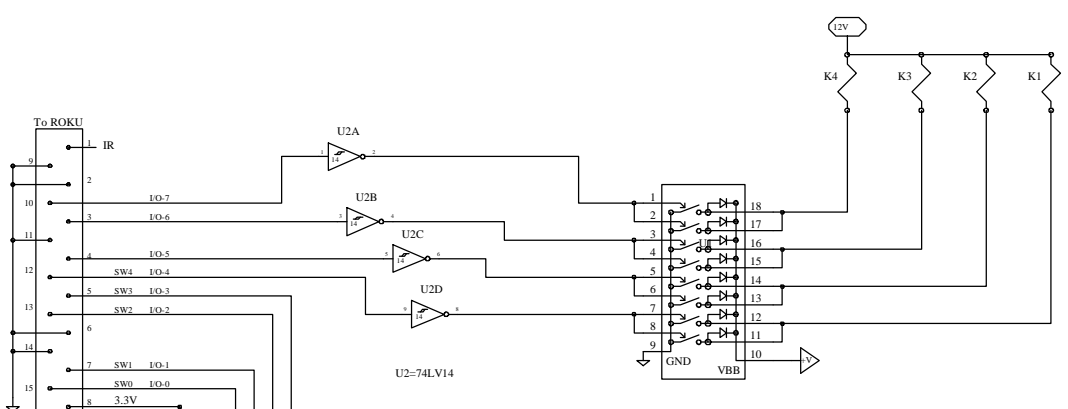 12V
K4 K3 K2 K1
To ROKU
1 IR
U2A
1 14 2
9
2
U2B
10 I/O-7
1 18
3 I/O-6
3 14 4
2 17
U2C
11
3 U1 16
4 I/O-5
5 14 6
4 15
12 SW4 I/O-4
5 14
U2D
5 SW3 I/O-3
6 13
13 SW2 I/O-2
9 14 8
7 12
6
8 11
14
9 GND 10 +V
7 SW1 I/O-1
U2=74LV14
VBB
15 SW0 I/O-0
8 3.3V